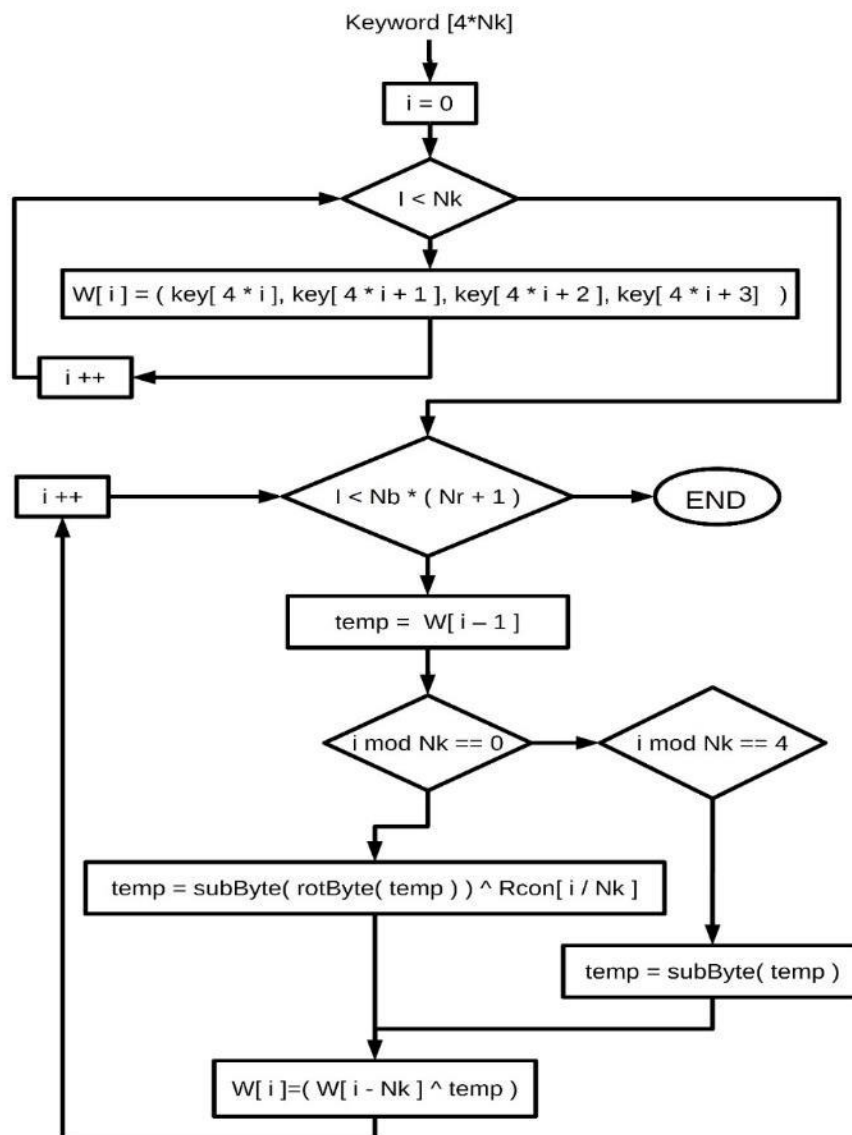 Keyword [4*Nk]
i = 0
I < Nk
W[ i ] = ( key[ 4 * i ], key[ 4 * i + 1 ], key[ 4 * i + 2 ], key[ 4 * i + 3] )
i ++
i ++
I < Nb * ( Nr + 1 )
END
temp = W[ i – 1 ]
i mod Nk == 0
i mod Nk == 4
temp = subByte( rotByte( temp ) ) ^ Rcon[ i / Nk ]
temp = subByte( temp )
W[ i ]=( W[ i - Nk ] ^ temp )